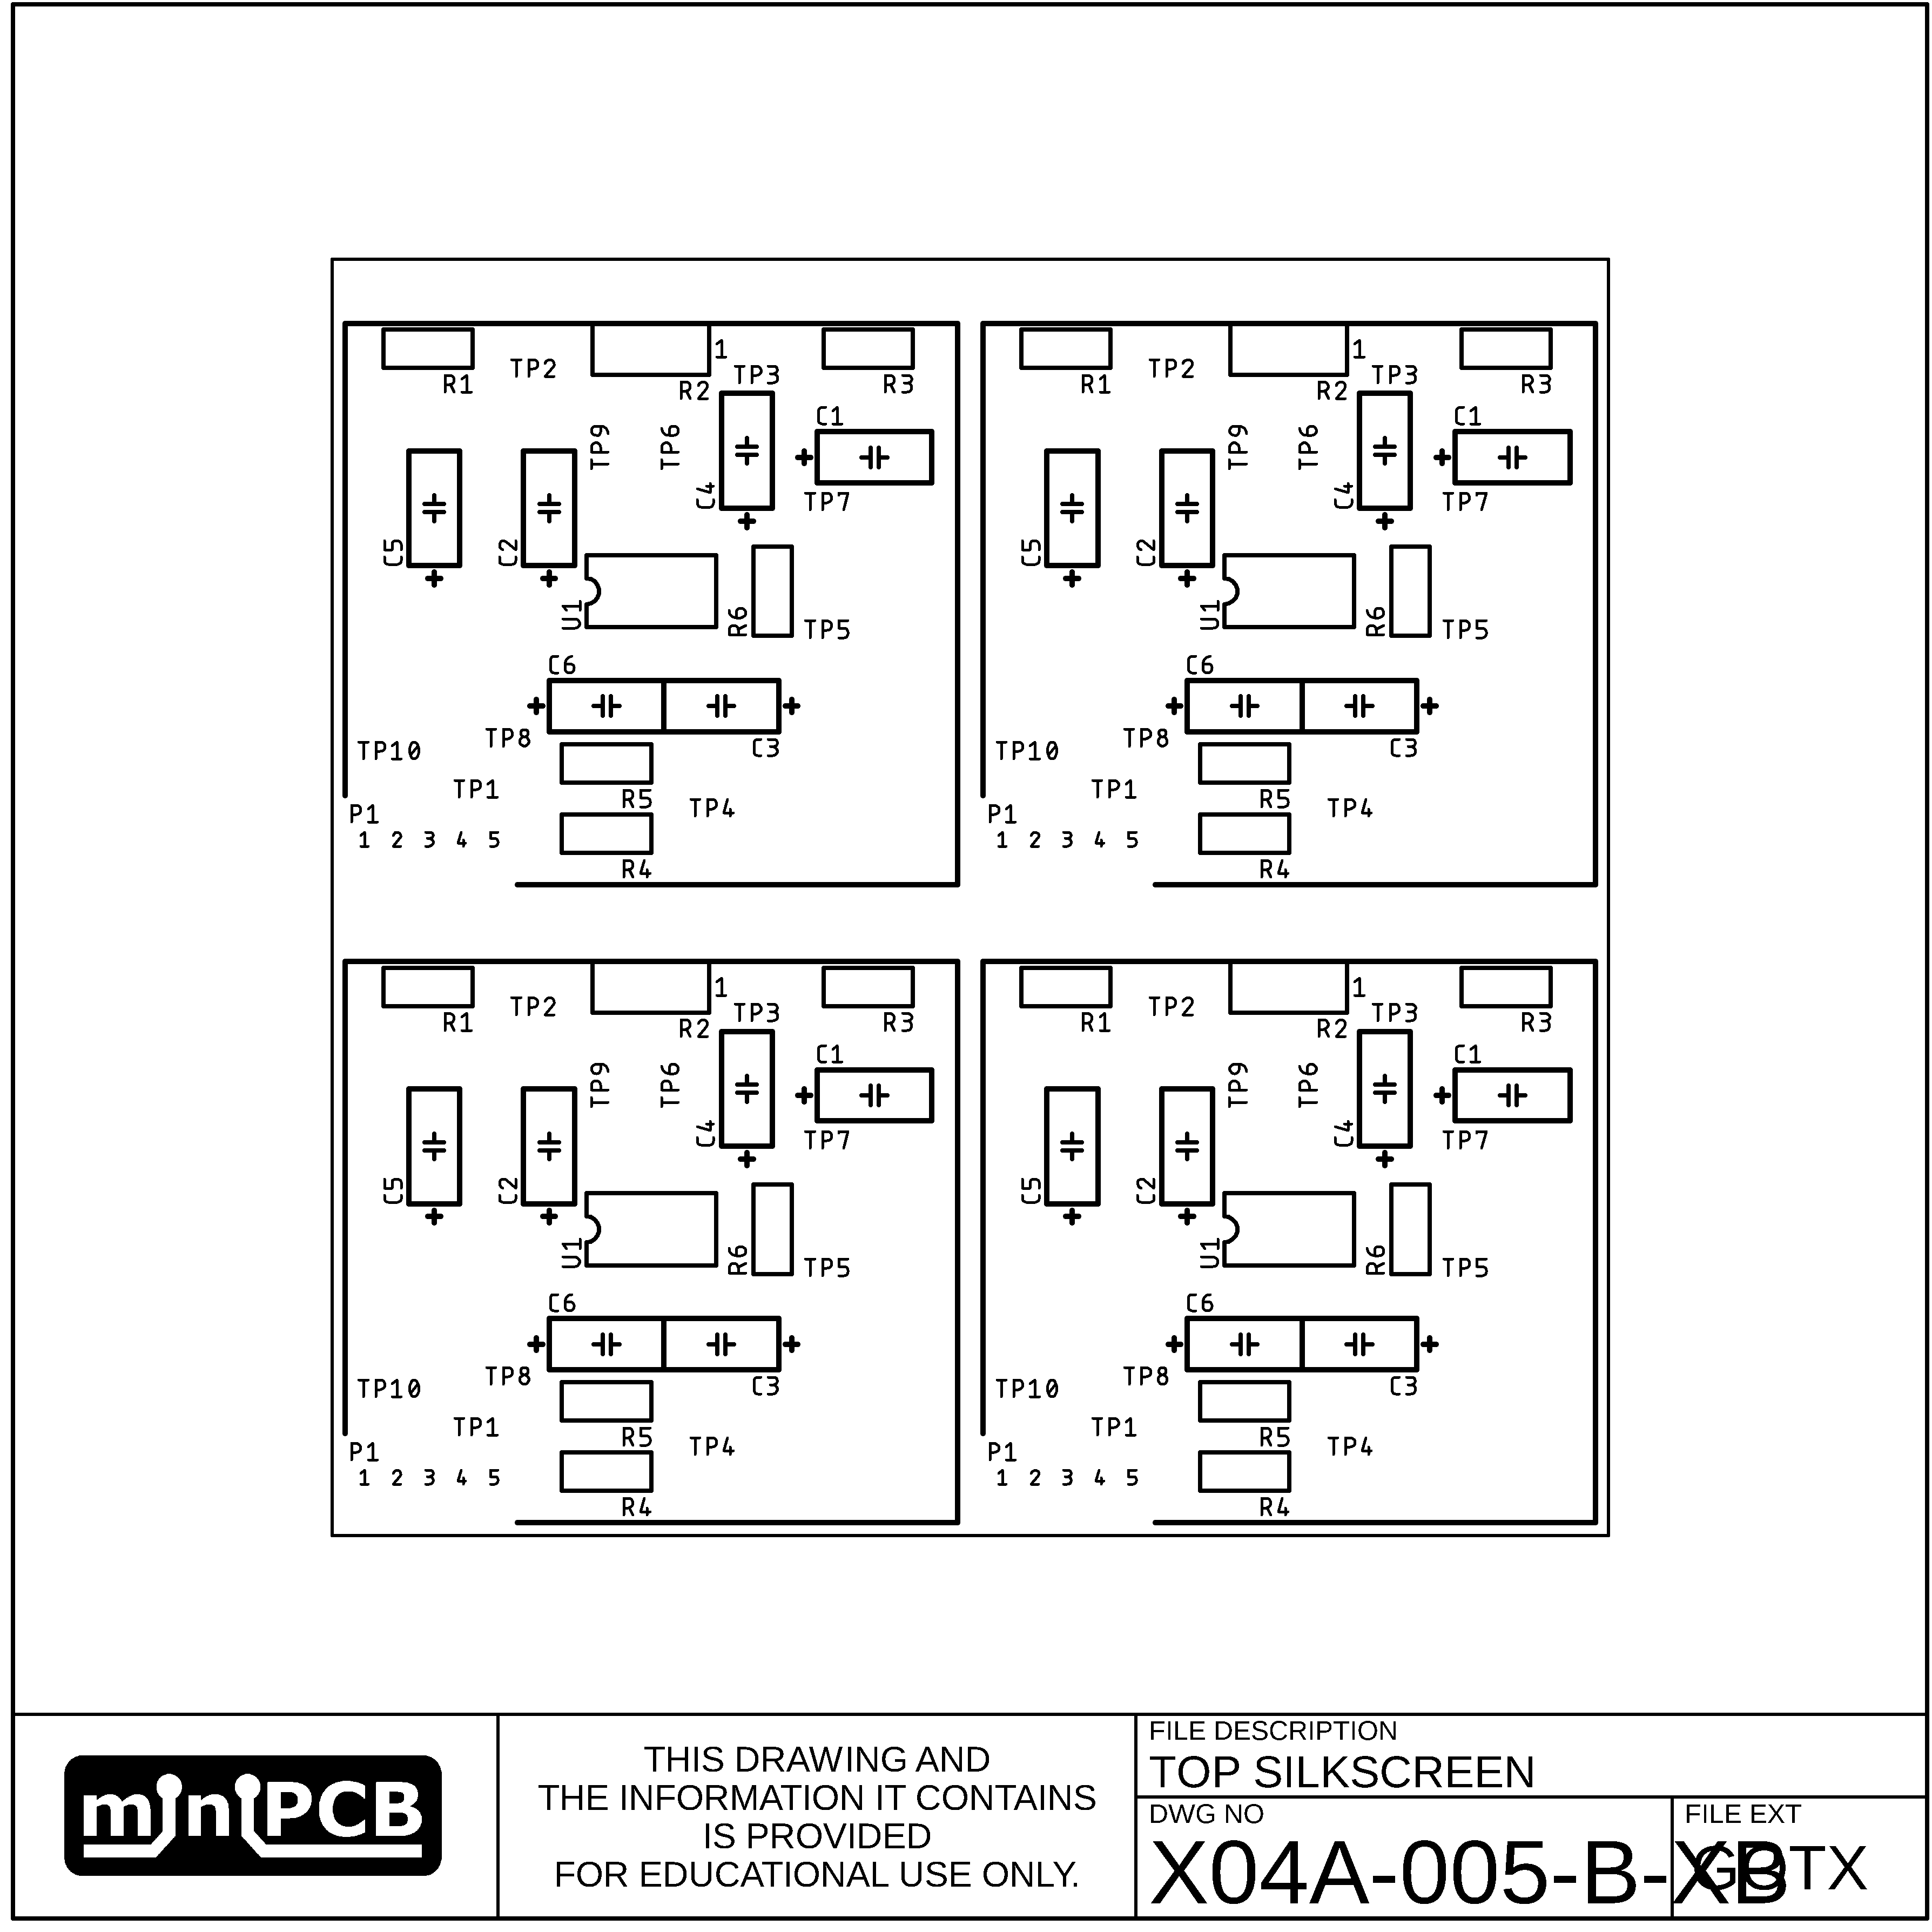 1
TP2
R1
R2
TP3
R3
C1
TP9
TP6
C4
TP7
C5
C2
U1
R6
TP5
C6
TP8
C3
TP10
TP1
R5
TP4
P1
1 2 3 4 5
R4
1
TP2
R1
R2
TP3
R3
C1
TP9
TP6
C4
TP7
C5
C2
U1
R6
TP5
C6
TP8
C3
TP10
TP1
R5
TP4
P1
1 2 3 4 5
R4
1
TP2
R1
R2
TP3
R3
C1
TP9
TP6
C4
TP7
C5
C2
U1
R6
TP5
C6
TP8
C3
TP10
TP1
R5
TP4
P1
1 2 3 4 5
R4
1
TP2
R1
R2
TP3
R3
C1
TP9
TP6
C4
TP7
C5
C2
U1
R6
TP5
C6
TP8
C3
TP10
TP1
R5
TP4
P1
1 2 3 4 5
R4
miniPCB
THIS DRAWING AND
THE INFORMATION IT CONTAINS
IS PROVIDED
FOR EDUCATIONAL USE ONLY.
FILE DESCRIPTION
TOP SILKSCREEN
DWG NO
X04A-005-B-XB
FILE EXT